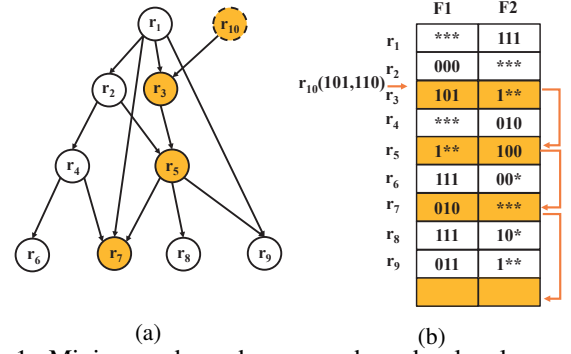 r1 r10
r2 r3
r4 r5
r6 r7 r8 r9
(a)
F1 F2
r1 *** 111
r2 000 ***
r10(101,110)
r3 101 1**
r4 *** 010
r5 1** 100
r6 111 00*
r7 010 ***
r8 111 10*
r9 011 1**
(b)